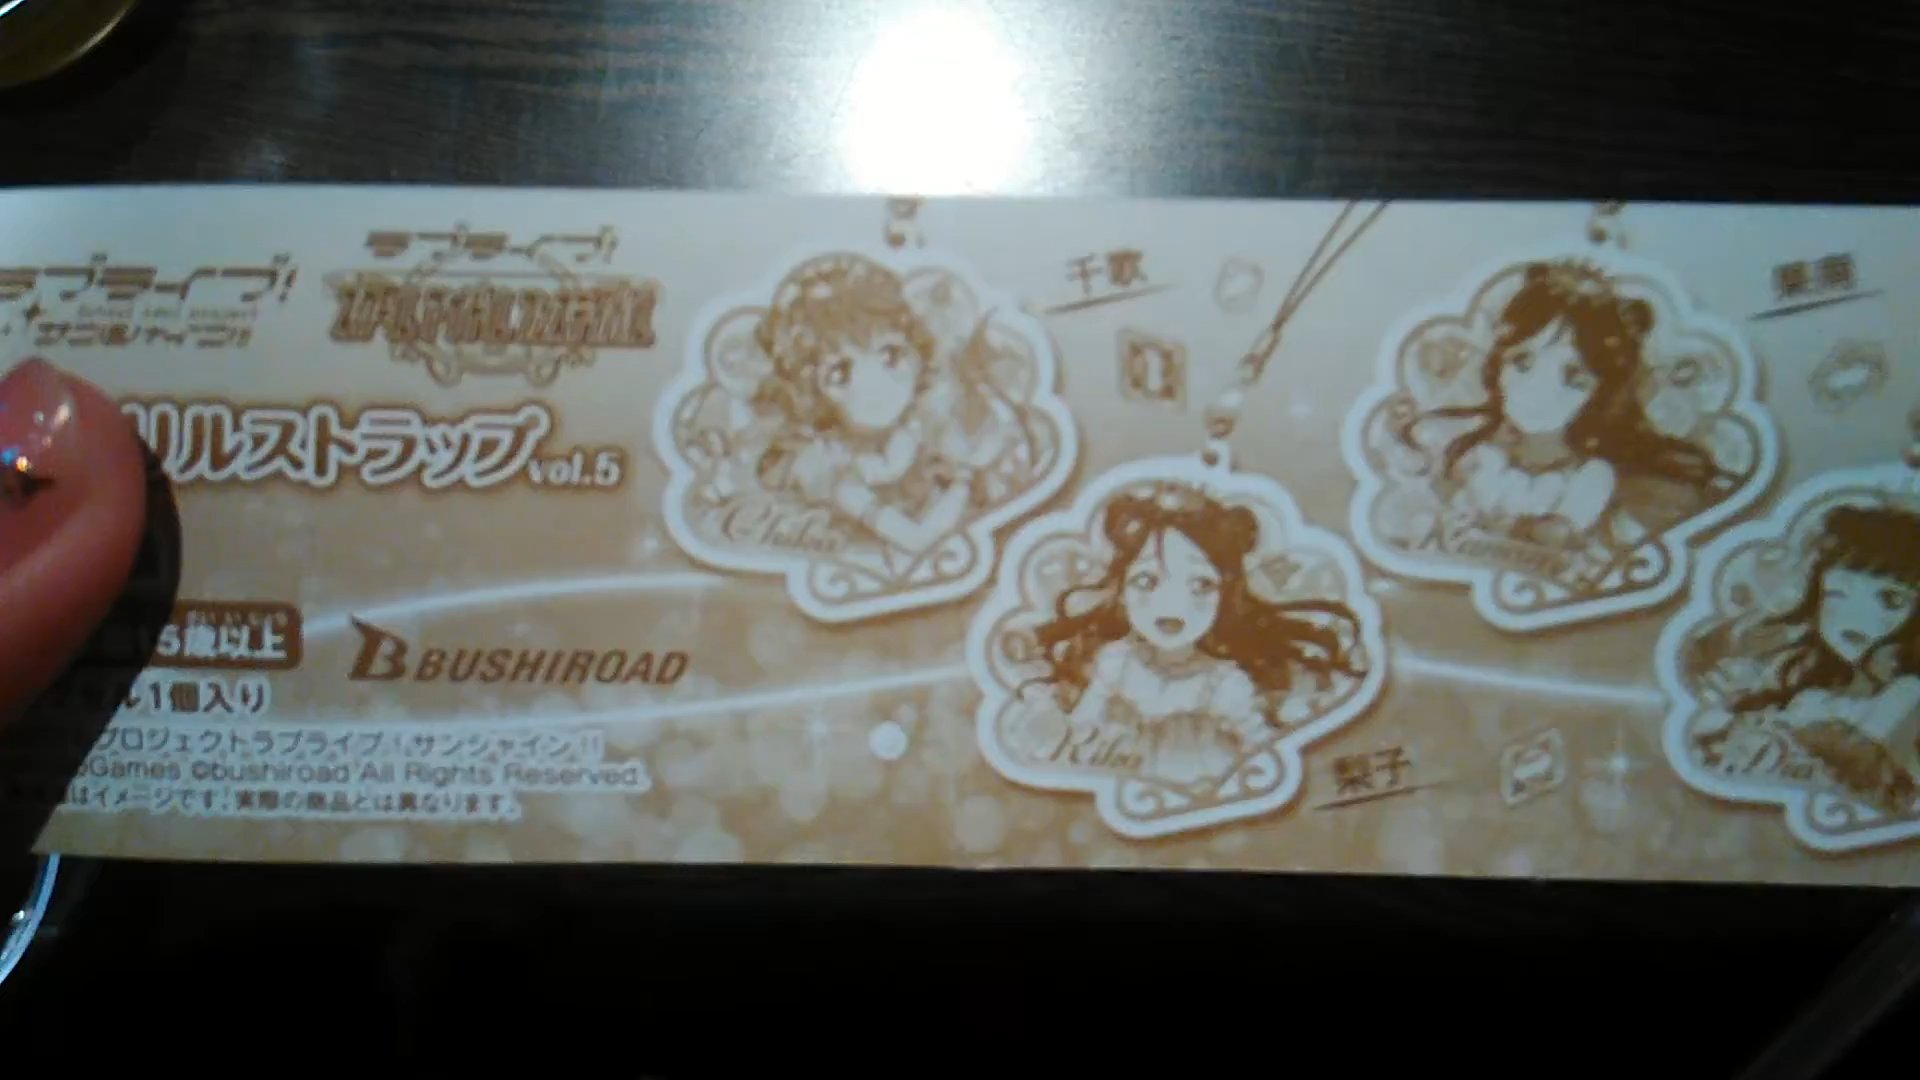 ラブライブ!
サンシャイン!!
ラブライブ!
リルストラップ vol.5
5歳以上
BUSHIROAD
ル1個入り
プロジェクトラブライブ!サンシャイン!!
Games ©bushiroad All Rights Reserved.
はイメージです。実際の商品とは異なります。
千歌
Chika
梨子
Riko
果南
Kanan
Dia